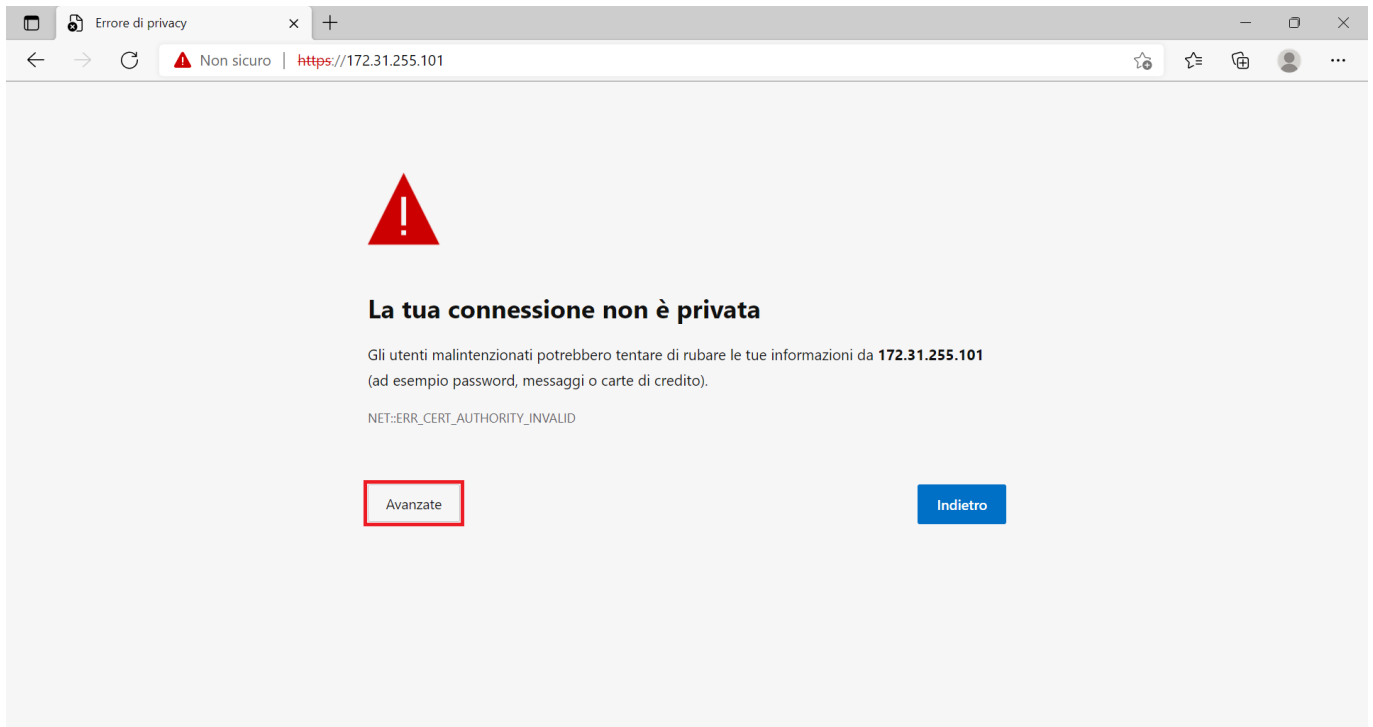 Errore di privacy
Non sicuro | https://172.31.255.101
La tua connessione non è privata
Gli utenti malintenzionati potrebbero tentare di rubare le tue informazioni da 172.31.255.101
(ad esempio password, messaggi o carte di credito).
NET::ERR_CERT_AUTHORITY_INVALID
Avanzate
Indietro